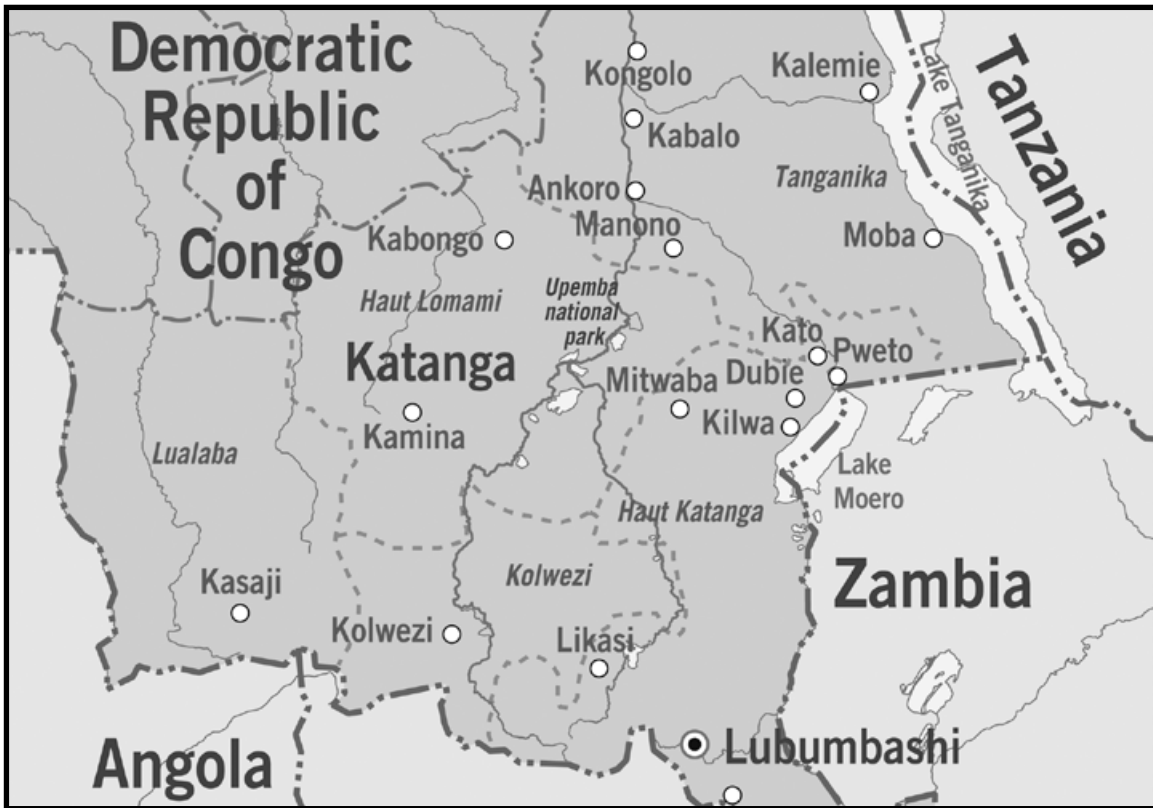 Democratic
Republic
of
Congo
Kongolo
Kalemie
Lake Tanganika
Tanzania
Kabalo
Ankoro
Tanganika
Manono
Kabongo
Moba
Haut Lomami
Upemba
national
park
Kato
Pweto
Katanga
Mitwaba
Dubie
Kilwa
Kamina
Lualaba
Lake
Moero
Haut Katanga
Kasaji
Kolwezi
Zambia
Kolwezi
Likasi
Angola
Lubumbashi